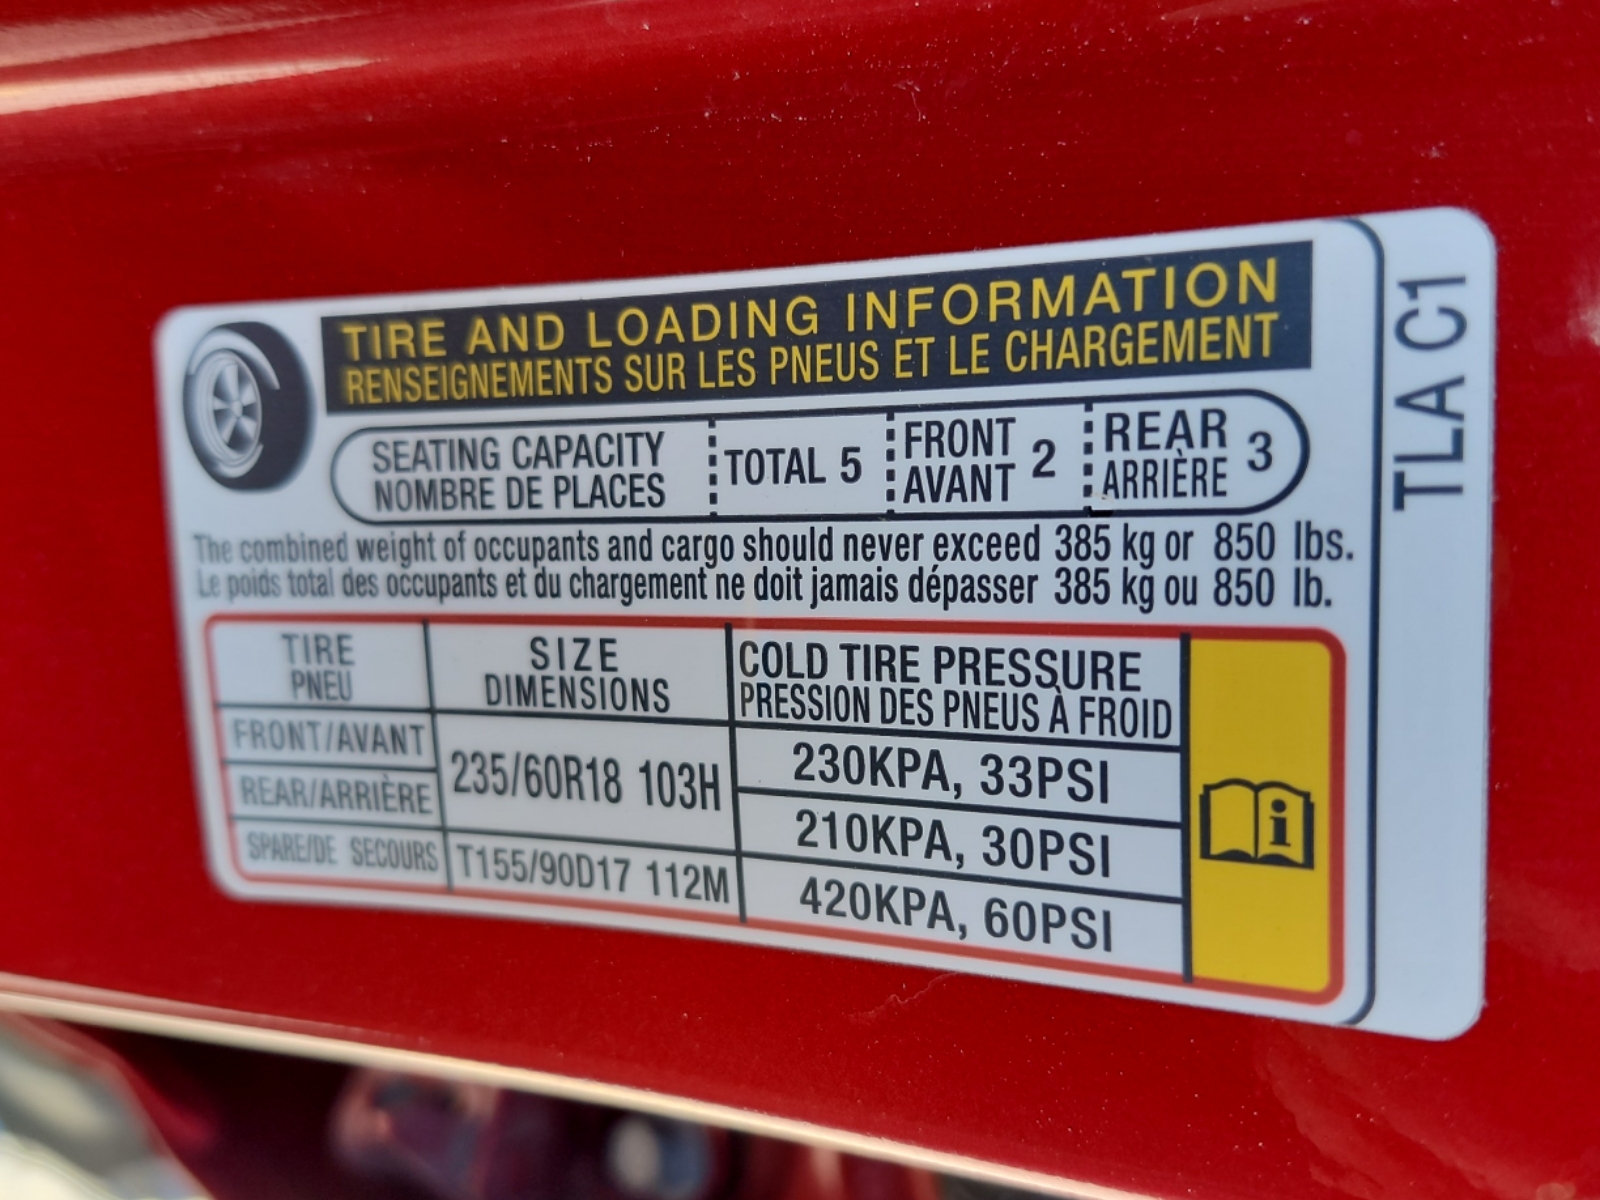 TIRE AND LOADING INFORMATION
RENSEIGNEMENTS SUR LES PNEUS ET LE CHARGEMENT
SEATING CAPACITY
NOMBRE DE PLACES
TOTAL 5
FRONT
AVANT 2
REAR
ARRIÈRE 3
The combined weight of occupants and cargo should never exceed 385 kg or 850 lbs.
Le poids total des occupants et du chargement ne doit jamais dépasser 385 kg ou 850 lb.
TIRE
PNEU
SIZE
DIMENSIONS
COLD TIRE PRESSURE
PRESSION DES PNEUS À FROID
FRONT/AVANT
REAR/ARRIÈRE
235/60R18 103H
230KPA, 33PSI
210KPA, 30PSI
SPARE/DE SECOURS
T155/90D17 112M
420KPA, 60PSI
i
TLA C1